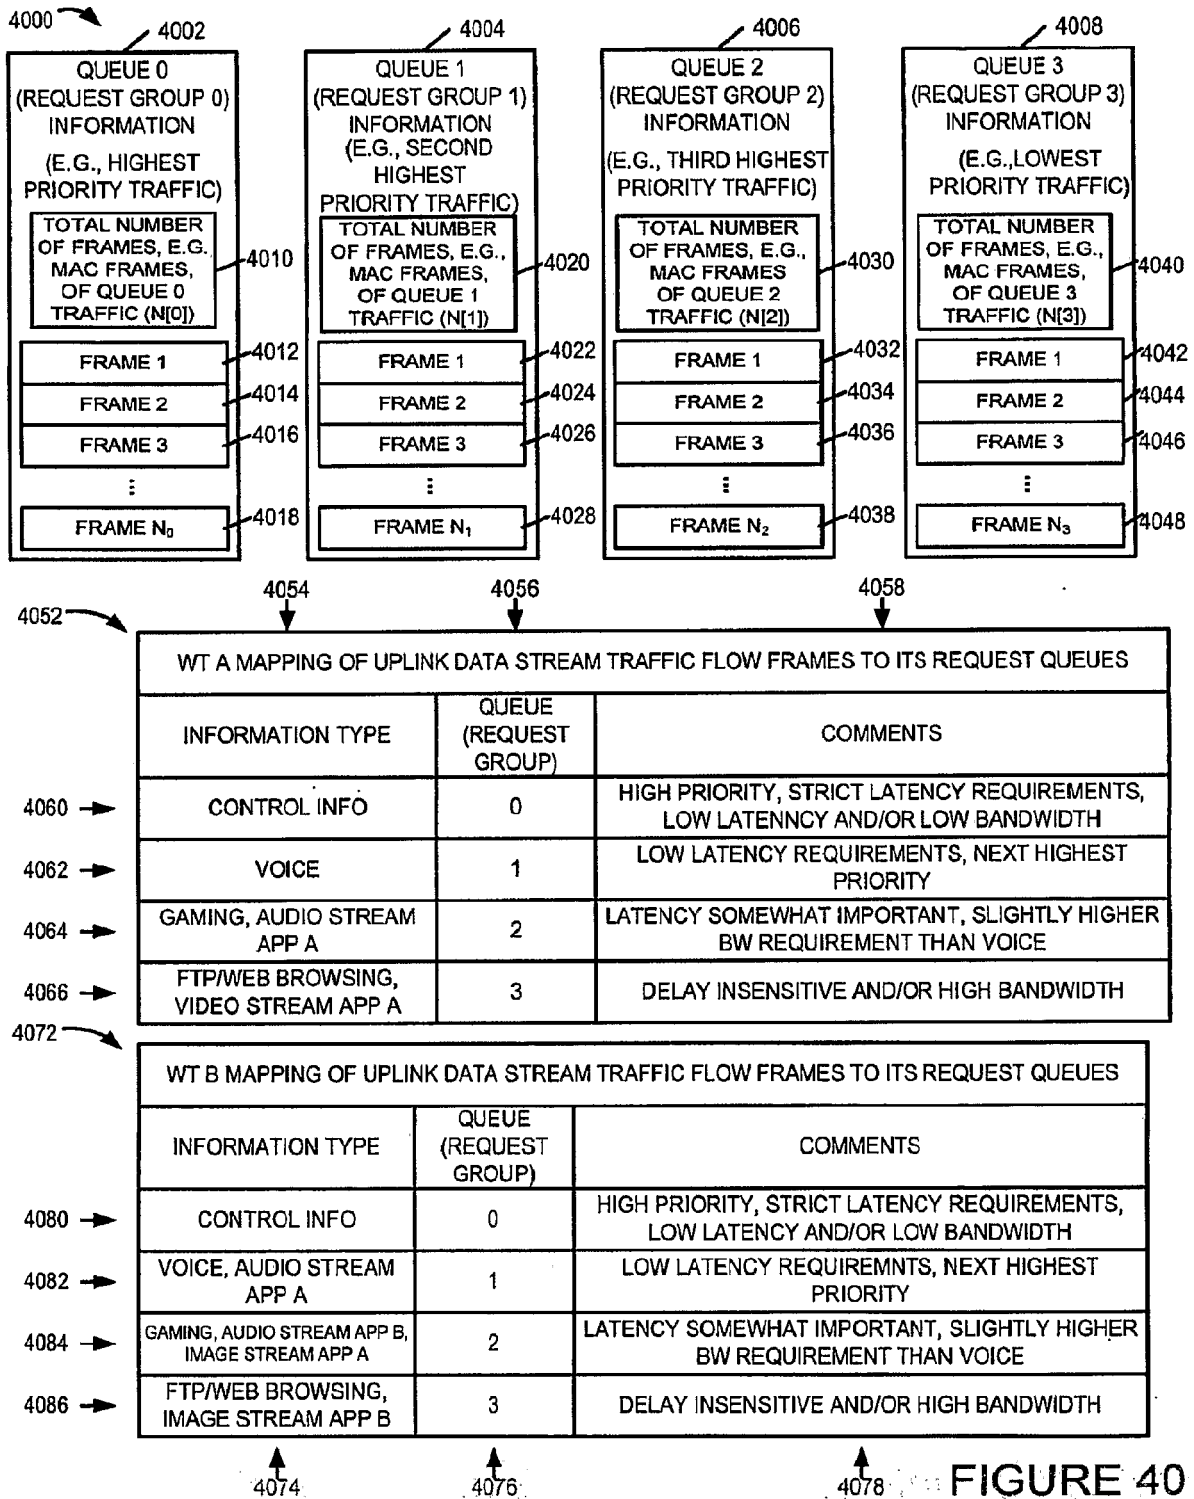 4000
4002
QUEUE 0
(REQUEST GROUP 0)
INFORMATION
(E.G., HIGHEST
PRIORITY TRAFFIC)
TOTAL NUMBER
OF FRAMES, E.G.
MAC FRAMES,
OF QUEUE 0
TRAFFIC (N[0])
4010
FRAME 1
4012
FRAME 2
4014
FRAME 3
4016
⋮
FRAME N₀
4018
4004
QUEUE 1
(REQUEST GROUP 1)
INFORMATION
(E.G., SECOND
HIGHEST
PRIORITY TRAFFIC)
TOTAL NUMBER
OF FRAMES, E.G.,
MAC FRAMES,
OF QUEUE 1
TRAFFIC (N[1])
4020
FRAME 1
4022
FRAME 2
4024
FRAME 3
4026
⋮
FRAME N₁
4028
4006
QUEUE 2
(REQUEST GROUP 2)
INFORMATION
(E.G., THIRD HIGHEST
PRIORITY TRAFFIC)
TOTAL NUMBER
OF FRAMES, E.G.,
MAC FRAMES
OF QUEUE 2
TRAFFIC (N[2])
4030
FRAME 1
4032
FRAME 2
4034
FRAME 3
4036
⋮
FRAME N₂
4038
4008
QUEUE 3
(REQUEST GROUP 3)
INFORMATION
(E.G.,LOWEST
PRIORITY TRAFFIC)
TOTAL NUMBER
OF FRAMES, E.G.,
MAC FRAMES,
OF QUEUE 3
TRAFFIC (N[3])
4040
FRAME 1
4042
FRAME 2
4044
FRAME 3
4046
⋮
FRAME N₃
4048
4052
4054
4056
4058
WT A MAPPING OF UPLINK DATA STREAM TRAFFIC FLOW FRAMES TO ITS REQUEST QUEUES
INFORMATION TYPE
QUEUE
(REQUEST
GROUP)
COMMENTS
4060
CONTROL INFO
0
HIGH PRIORITY, STRICT LATENCY REQUIREMENTS,
LOW LATENNCY AND/OR LOW BANDWIDTH
4062
VOICE
1
LOW LATENCY REQUIREMENTS, NEXT HIGHEST
PRIORITY
4064
GAMING, AUDIO STREAM
APP A
2
LATENCY SOMEWHAT IMPORTANT, SLIGHTLY HIGHER
BW REQUIREMENT THAN VOICE
4066
FTP/WEB BROWSING,
VIDEO STREAM APP A
3
DELAY INSENSITIVE AND/OR HIGH BANDWIDTH
4072
WT B MAPPING OF UPLINK DATA STREAM TRAFFIC FLOW FRAMES TO ITS REQUEST QUEUES
INFORMATION TYPE
QUEUE
(REQUEST
GROUP)
COMMENTS
4080
CONTROL INFO
0
HIGH PRIORITY, STRICT LATENCY REQUIREMENTS,
LOW LATENCY AND/OR LOW BANDWIDTH
4082
VOICE, AUDIO STREAM
APP A
1
LOW LATENCY REQUIREMNTS, NEXT HIGHEST
PRIORITY
4084
GAMING, AUDIO STREAM APP B,
IMAGE STREAM APP A
2
LATENCY SOMEWHAT IMPORTANT, SLIGHTLY HIGHER
BW REQUIREMENT THAN VOICE
4086
FTP/WEB BROWSING,
IMAGE STREAM APP B
3
DELAY INSENSITIVE AND/OR HIGH BANDWIDTH
4074
4076
4078
FIGURE 40